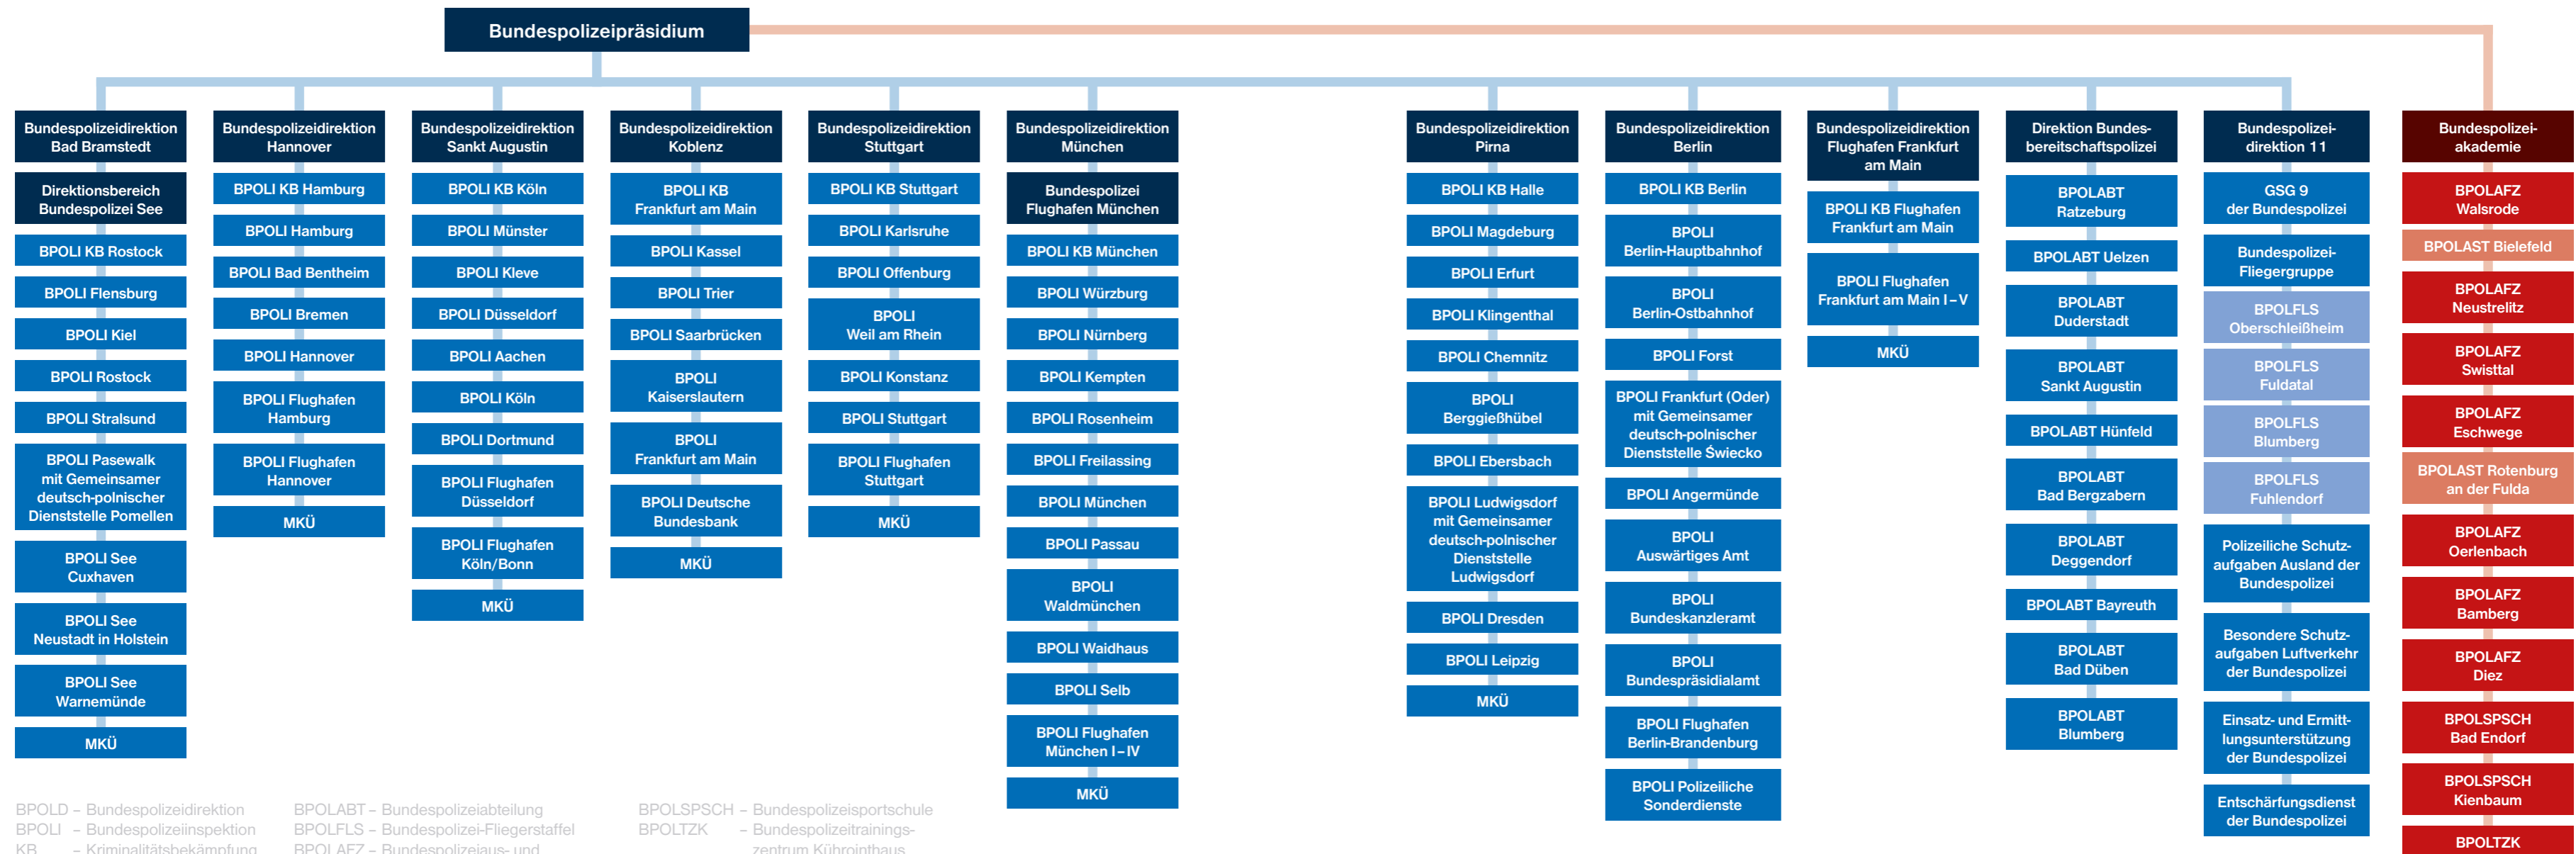 Bundespolizeipräsidium
Bundespolizeidirektion
Bad Bramstedt
Direktionsbereich
Bundespolizei See
BPOLI KB Rostock
BPOLI Flensburg
BPOLI Kiel
BPOLI Rostock
BPOLI Stralsund
BPOLI Pasewalk
mit Gemeinsamer
deutsch-polnischer
Dienststelle Pomellen
BPOLI See
Cuxhaven
BPOLI See
Neustadt in Holstein
BPOLI See
Warnemünde
MKÜ
Bundespolizeidirektion
Hannover
BPOLI KB Hamburg
BPOLI Hamburg
BPOLI Bad Bentheim
BPOLI Bremen
BPOLI Hannover
BPOLI Flughafen
Hamburg
BPOLI Flughafen
Hannover
MKÜ
Bundespolizeidirektion
Sankt Augustin
BPOLI KB Köln
BPOLI Münster
BPOLI Kleve
BPOLI Düsseldorf
BPOLI Aachen
BPOLI Köln
BPOLI Dortmund
BPOLI Flughafen
Düsseldorf
BPOLI Flughafen
Köln/Bonn
MKÜ
Bundespolizeidirektion
Koblenz
BPOLI KB
Frankfurt am Main
BPOLI Kassel
BPOLI Trier
BPOLI Saarbrücken
BPOLI
Kaiserslautern
BPOLI
Frankfurt am Main
BPOLI Deutsche
Bundesbank
MKÜ
Bundespolizeidirektion
Stuttgart
BPOLI KB Stuttgart
BPOLI Karlsruhe
BPOLI Offenburg
BPOLI
Weil am Rhein
BPOLI Konstanz
BPOLI Stuttgart
BPOLI Flughafen
Stuttgart
MKÜ
Bundespolizeidirektion
München
Bundespolizei
Flughafen München
BPOLI KB München
BPOLI Würzburg
BPOLI Nürnberg
BPOLI Kempten
BPOLI Rosenheim
BPOLI Freilassing
BPOLI München
BPOLI Passau
BPOLI
Waldmünchen
BPOLI Waidhaus
BPOLI Selb
BPOLI Flughafen
München I – IV
MKÜ
Bundespolizeidirektion
Pirna
BPOLI KB Halle
BPOLI Magdeburg
BPOLI Erfurt
BPOLI Klingenthal
BPOLI Chemnitz
BPOLI
Berggießhübel
BPOLI Ebersbach
BPOLI Ludwigsdorf
mit Gemeinsamer
deutsch-polnischer
Dienststelle
Ludwigsdorf
BPOLI Dresden
BPOLI Leipzig
MKÜ
Bundespolizeidirektion
Berlin
BPOLI KB Berlin
BPOLI
Berlin-Hauptbahnhof
BPOLI
Berlin-Ostbahnhof
BPOLI Forst
BPOLI Frankfurt (Oder)
mit Gemeinsamer
deutsch-polnischer
Dienststelle Świecko
BPOLI Angermünde
BPOLI
Auswärtiges Amt
BPOLI
Bundeskanzleramt
BPOLI
Bundespräsidialamt
BPOLI Flughafen
Berlin-Brandenburg
BPOLI Polizeiliche
Sonderdienste
Bundespolizeidirektion
Flughafen Frankfurt
am Main
BPOLI KB Flughafen
Frankfurt am Main
BPOLI Flughafen
Frankfurt am Main I – V
MKÜ
Direktion Bundes-
bereitschaftspolizei
BPOLABT
Ratzeburg
BPOLABT Uelzen
BPOLABT
Duderstadt
BPOLABT
Sankt Augustin
BPOLABT Hünfeld
BPOLABT
Bad Bergzabern
BPOLABT
Deggendorf
BPOLABT Bayreuth
BPOLABT
Bad Düben
BPOLABT
Blumberg
Bundespolizei-
direktion 11
GSG 9
der Bundespolizei
Bundespolizei-
Fliegergruppe
BPOLFLS
Oberschleißheim
BPOLFLS
Fuldatal
BPOLFLS
Blumberg
BPOLFLS
Fuhlendorf
Polizeiliche Schutz-
aufgaben Ausland der
Bundespolizei
Besondere Schutz-
aufgaben Luftverkehr
der Bundespolizei
Einsatz- und Ermitt-
lungsunterstützung
der Bundespolizei
Entschärfungsdienst
der Bundespolizei
Bundespolizei-
akademie
BPOLAFZ
Walsrode
BPOLAST Bielefeld
BPOLAFZ
Neustrelitz
BPOLAFZ
Swisttal
BPOLAFZ
Eschwege
BPOLAST Rotenburg
an der Fulda
BPOLAFZ
Oerlenbach
BPOLAFZ
Bamberg
BPOLAFZ
Diez
BPOLSPSCH
Bad Endorf
BPOLSPSCH
Kienbaum
BPOLTZK
BPOLD – Bundespolizeidirektion
BPOLI – Bundespolizeiinspektion
KB – Kriminalitätsbekämpfung
BPOLABT – Bundespolizeiabteilung
BPOLFLS – Bundespolizei-Fliegerstaffel
BPOLAFZ – Bundespolizeiaus- und
BPOLSPSCH – Bundespolizeisportschule
BPOLTZK – Bundespolizeitrainings-
zentrum Kührointhaus